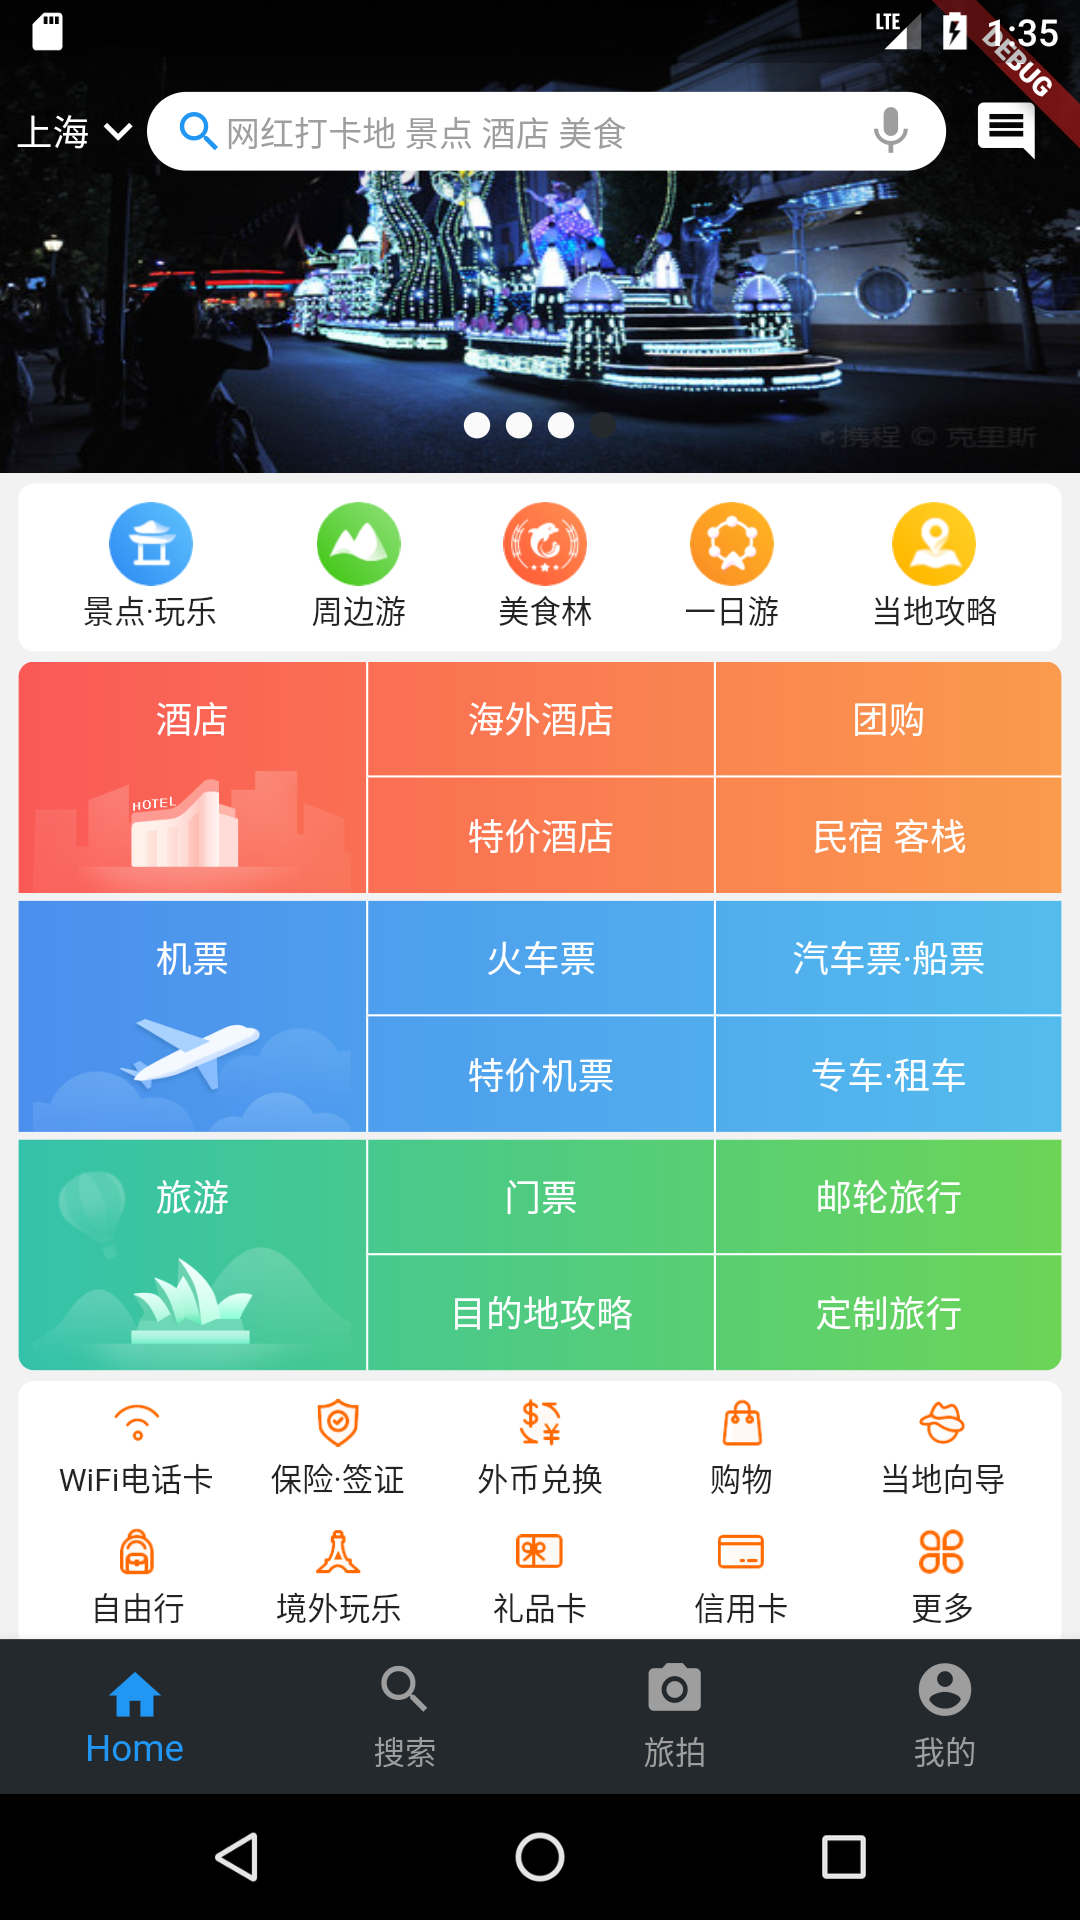 LTE 1:35
DEBUG
上海 网红打卡地 景点 酒店 美食
携程 © 克里斯
景点·玩乐 周边游 美食林 一日游 当地攻略
酒店 海外酒店 团购
HOTEL
特价酒店 民宿 客栈
机票 火车票 汽车票·船票
特价机票 专车·租车
旅游 门票 邮轮旅行
目的地攻略 定制旅行
WiFi电话卡 保险·签证 外币兑换 购物 当地向导
自由行 境外玩乐 礼品卡 信用卡 更多
Home 搜索 旅拍 我的